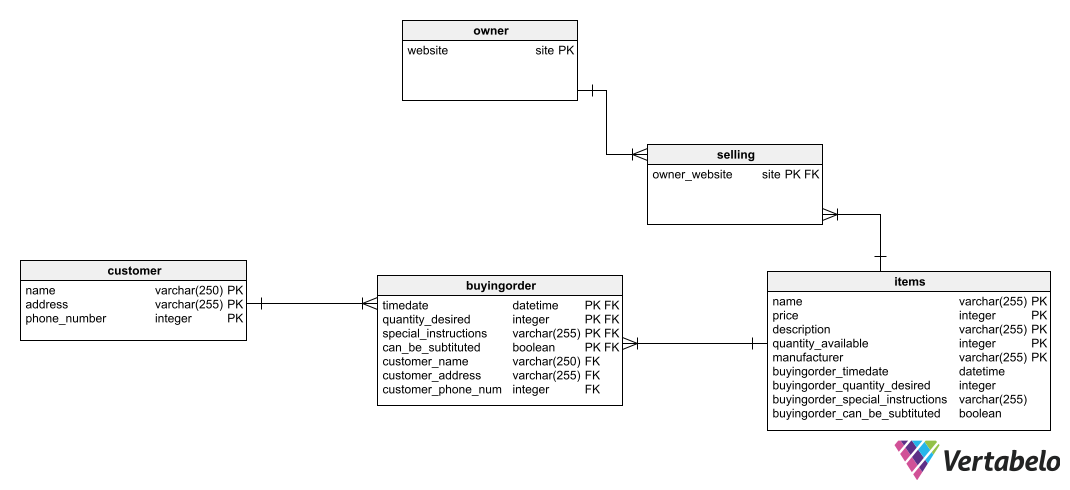 owner
website site PK
selling
owner_website site PK FK
customer
name varchar(250) PK
address varchar(255) PK
phone_number integer PK
buyingorder
timedate datetime PK FK
quantity_desired integer PK FK
special_instructions varchar(255) PK FK
can_be_subtituted boolean PK FK
customer_name varchar(250) FK
customer_address varchar(255) FK
customer_phone_num integer FK
items
name varchar(255) PK
price integer PK
description varchar(255) PK
quantity_available integer PK
manufacturer varchar(255) PK
buyingorder_timedate datetime
buyingorder_quantity_desired integer
buyingorder_special_instructions varchar(255)
buyingorder_can_be_subtituted boolean
Vertabelo